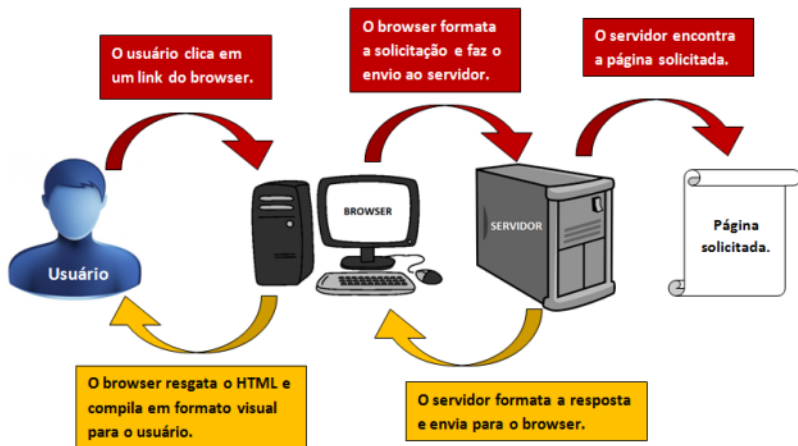 O usuário clica em
um link do browser.
O browser formata
a solicitação e faz o
envio ao servidor.
O servidor encontra
a página solicitada.
Usuário
BROWSER
SERVIDOR
Página
solicitada.
O browser resgata o HTML e
compila em formato visual
para o usuário.
O servidor formata a resposta
e envia para o browser.